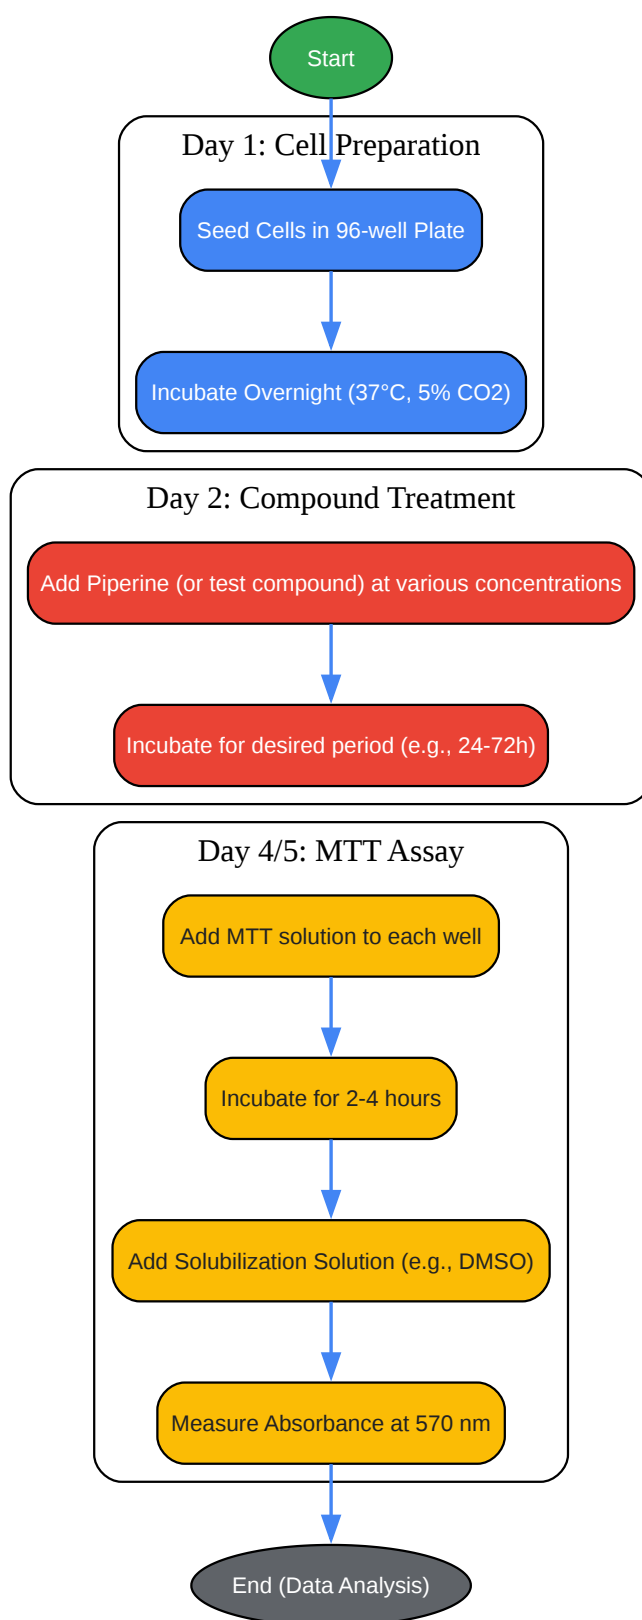 Start
Day 1: Cell Preparation
Seed Cells in 96-well Plate
Incubate Overnight (37°C, 5% CO2)
Day 2: Compound Treatment
Add Piperine (or test compound) at various concentrations
Incubate for desired period (e.g., 24-72h)
Day 4/5: MTT Assay
Add MTT solution to each well
Incubate for 2-4 hours
Add Solubilization Solution (e.g., DMSO)
Measure Absorbance at 570 nm
End (Data Analysis)